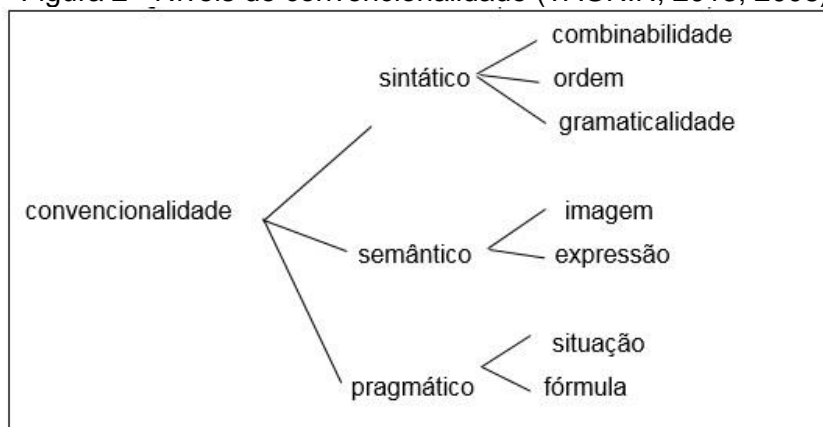 combinabilidade
sintático
ordem
gramaticalidade
convencionalidade
imagem
semântico
expressão
situação
pragmático
fórmula